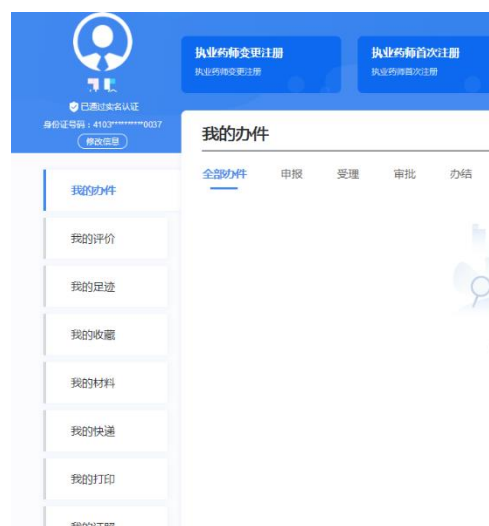 已通过实名认证
身份证号码：4103**********0037
修改信息
执业药师变更注册
执业药师变更注册
执业药师首次注册
执业药师首次注册
我的办件
全部办件 申报 受理 审批 办结
我的办件
我的评价
我的足迹
我的收藏
我的材料
我的快递
我的打印
我的证照